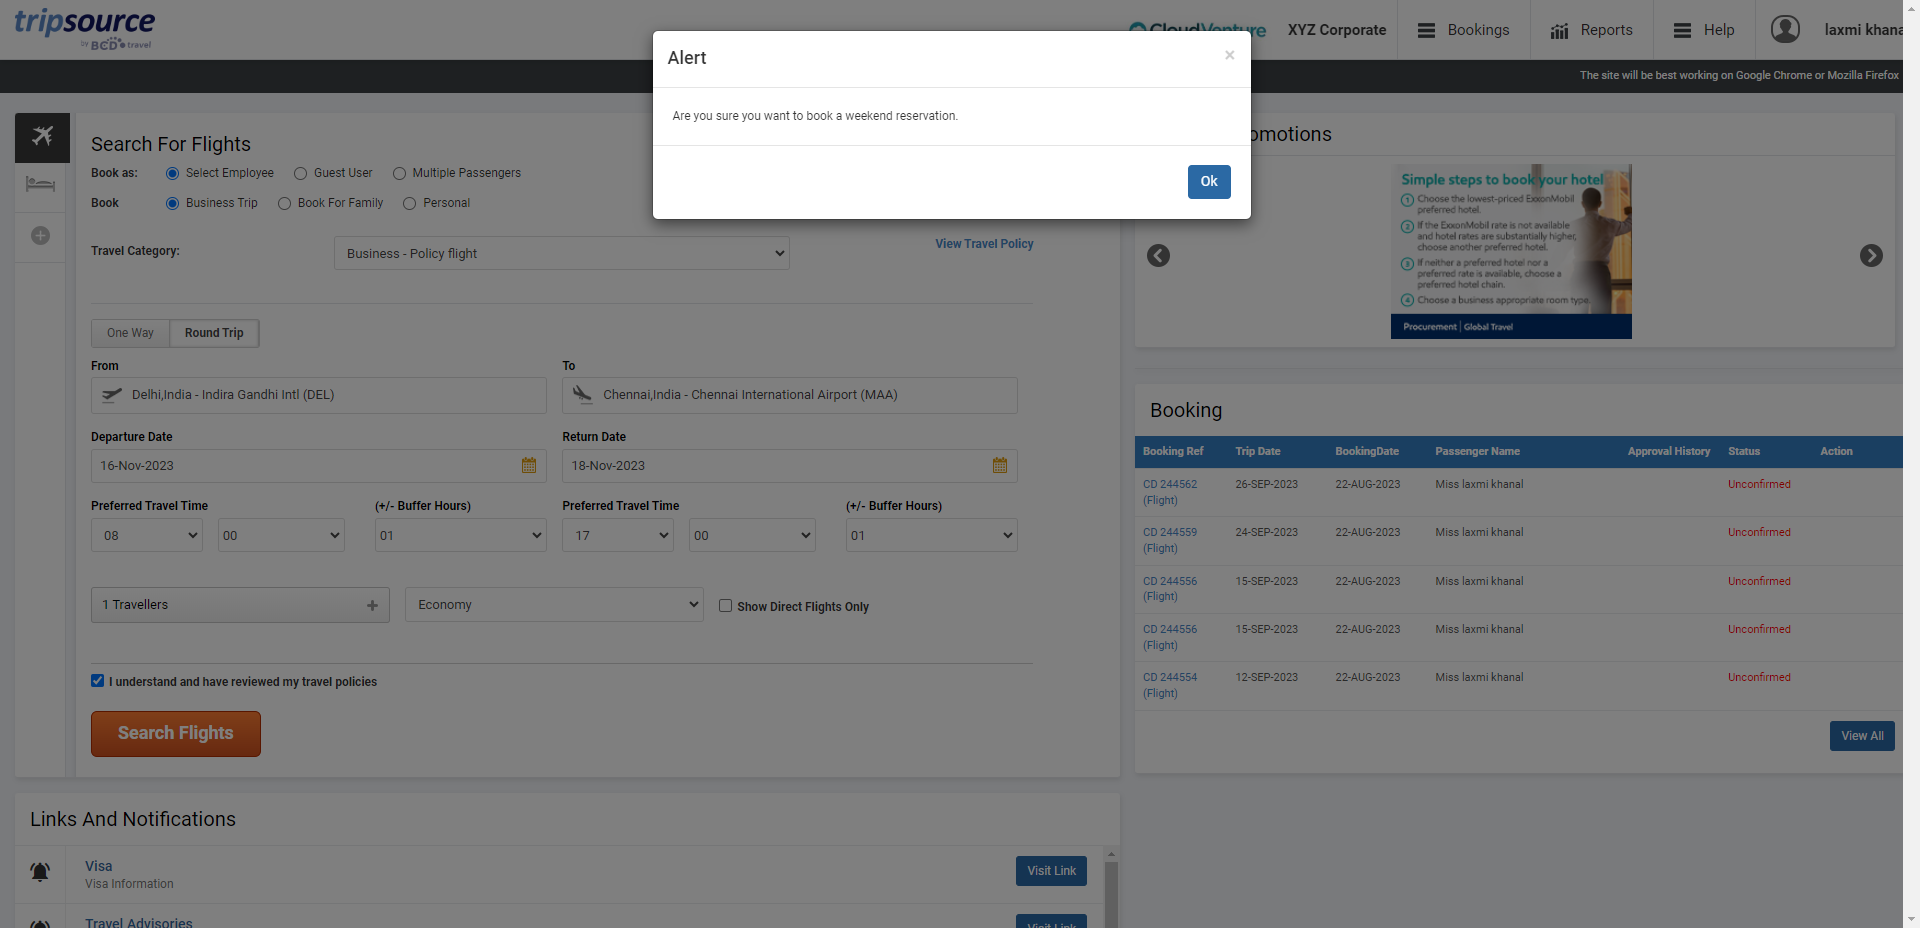 tripsource
by BCD travel
XYZ Corporate
Bookings
Reports
Help
laxmi khana
The site will be best working on Google Chrome or Mozilla Firefox
Alert
×
Are you sure you want to book a weekend reservation.
Ok
Search For Flights
Book as:
Select Employee
Guest User
Multiple Passengers
Book
Business Trip
Book For Family
Personal
Travel Category:
Business - Policy flight
View Travel Policy
One Way
Round Trip
From
To
Delhi,India - Indira Gandhi Intl (DEL)
Chennai,India - Chennai International Airport (MAA)
Departure Date
Return Date
16-Nov-2023
18-Nov-2023
Preferred Travel Time
(+/- Buffer Hours)
Preferred Travel Time
(+/- Buffer Hours)
08
00
01
17
00
01
1 Travellers
Economy
Show Direct Flights Only
I understand and have reviewed my travel policies
Search Flights
omotions
Simple steps to book your hotel
1 Choose the lowest-priced ExxonMobil
preferred hotel.
2 If the ExxonMobil rate is not available
and hotel rates are substantially higher,
choose another preferred hotel.
3 If neither a preferred hotel nor a
preferred rate is available, choose a
preferred hotel chain.
4 Choose a business appropriate room type.
Procurement | Global Travel
Booking
Booking Ref Trip Date BookingDate Passenger Name Approval History Status Action
CD 244562 26-SEP-2023 22-AUG-2023 Miss laxmi khanal Unconfirmed
(Flight)
CD 244559 24-SEP-2023 22-AUG-2023 Miss laxmi khanal Unconfirmed
(Flight)
CD 244556 15-SEP-2023 22-AUG-2023 Miss laxmi khanal Unconfirmed
(Flight)
CD 244556 15-SEP-2023 22-AUG-2023 Miss laxmi khanal Unconfirmed
(Flight)
CD 244554 12-SEP-2023 22-AUG-2023 Miss laxmi khanal Unconfirmed
(Flight)
View All
Links And Notifications
Visa
Visa Information
Visit Link
Travel Advisories
Visit Link